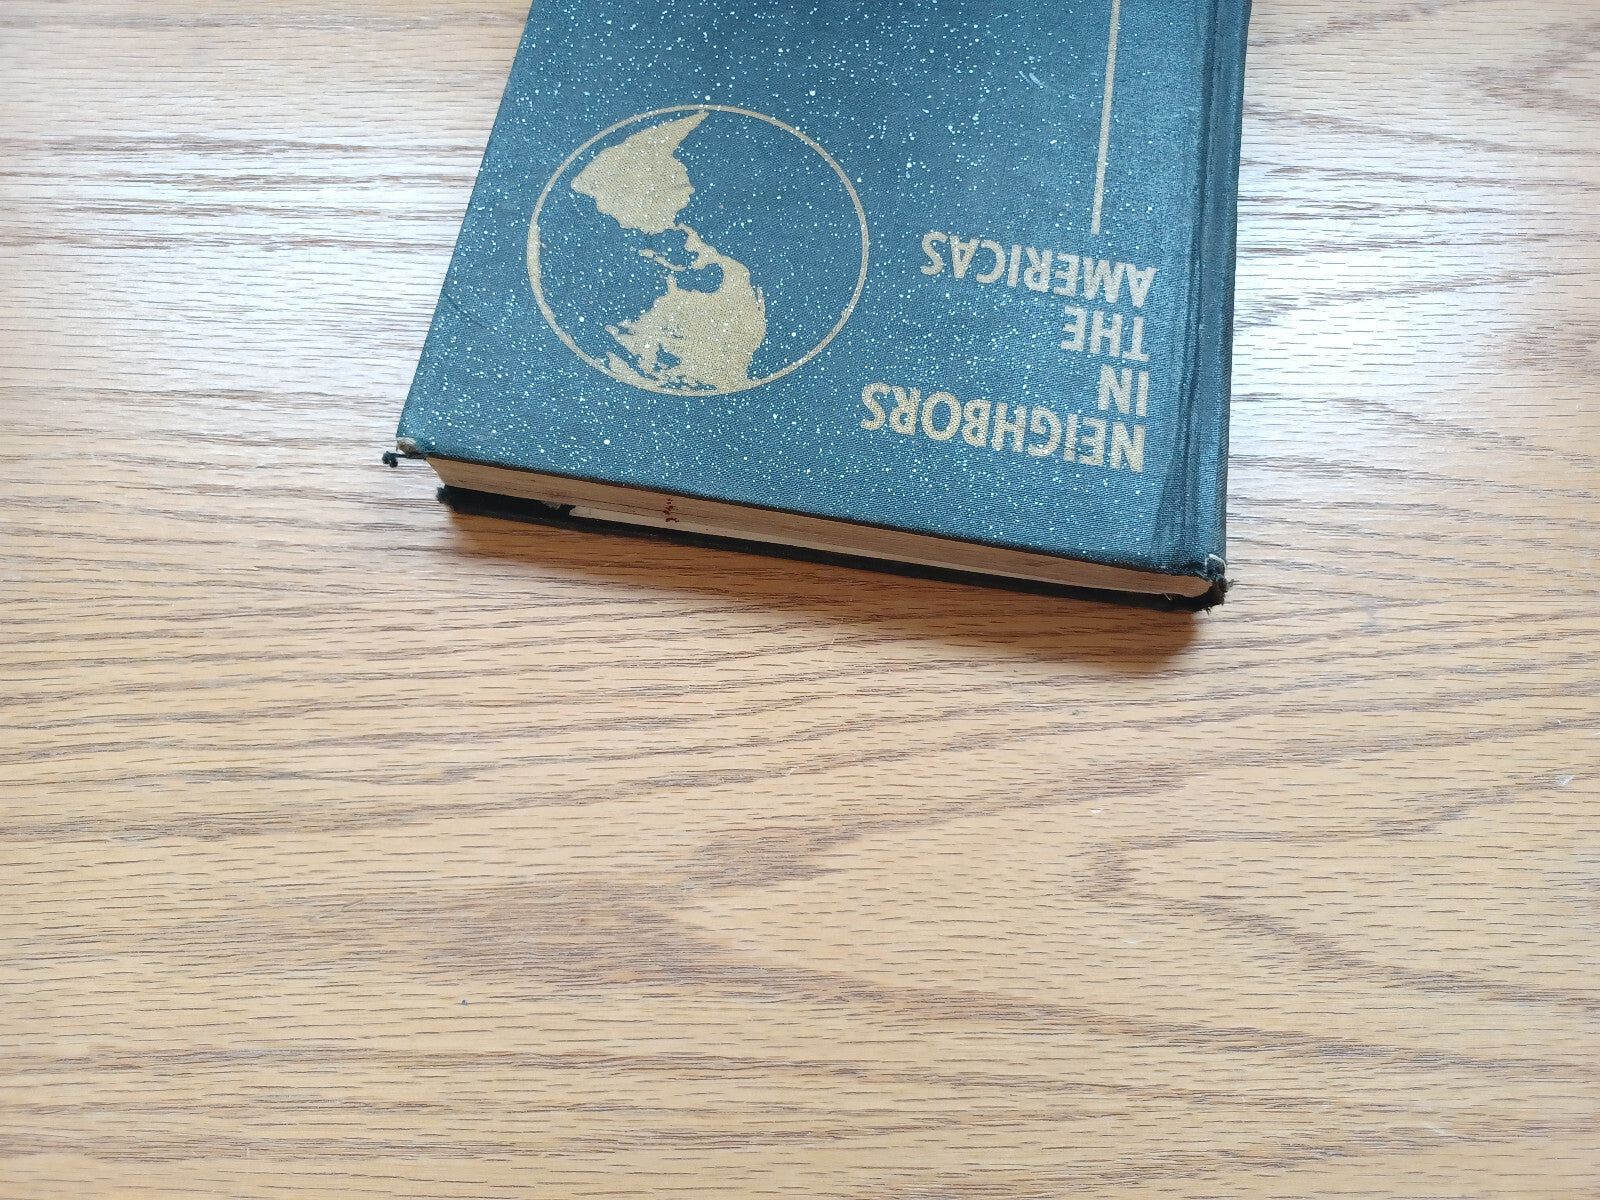 NEIGHBORS
IN
THE
AMERICAS